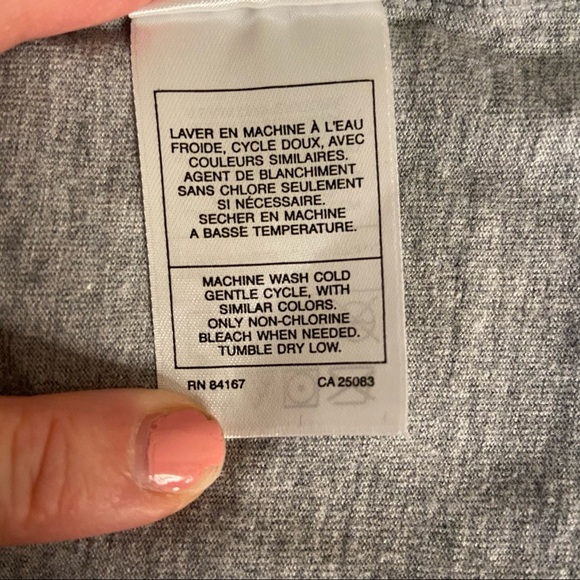 LAVER EN MACHINE À L'EAU
FROIDE, CYCLE DOUX, AVEC
COULEURS SIMILAIRES.
AGENT DE BLANCHIMENT
SANS CHLORE SEULEMENT
SI NÉCESSAIRE.
SECHER EN MACHINE
A BASSE TEMPERATURE.
MACHINE WASH COLD
GENTLE CYCLE, WITH
SIMILAR COLORS.
ONLY NON-CHLORINE
BLEACH WHEN NEEDED.
TUMBLE DRY LOW.
RN 84167 CA 25083